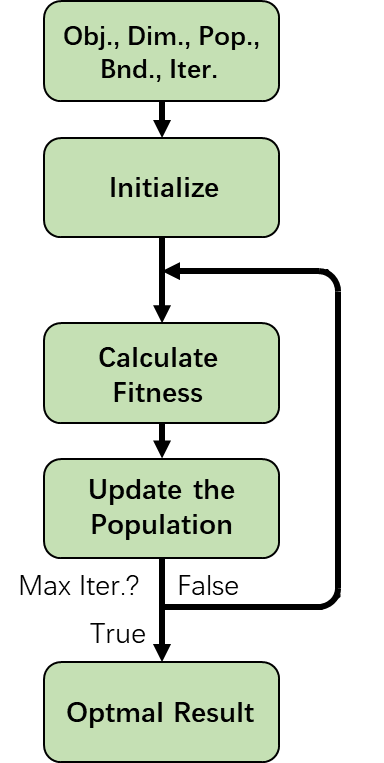 Obj., Dim., Pop.,
Bnd., Iter.
Initialize
Calculate
Fitness
Update the
Population
Max Iter.? False
True
Optmal Result